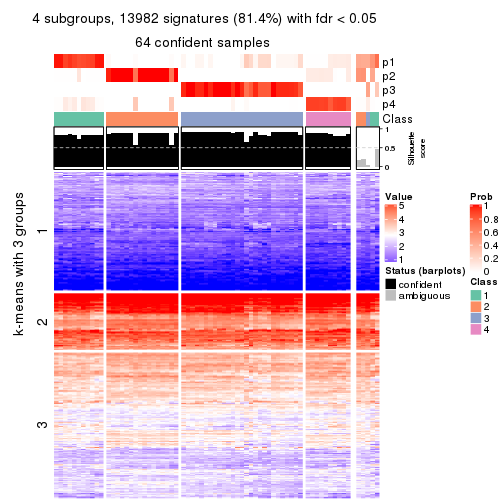 4 subgroups, 13982 signatures (81.4%) with fdr < 0.05
64 confident samples
p1
p2
p3
p4
Class
1
0.5
0
Silhouette
score
k-means with 3 groups
1
2
3
Value
5
4
3
2
1
Prob
1
0.8
0.6
0.4
0.2
0
Status (barplots)
confident
ambiguous
Class
1
2
3
4